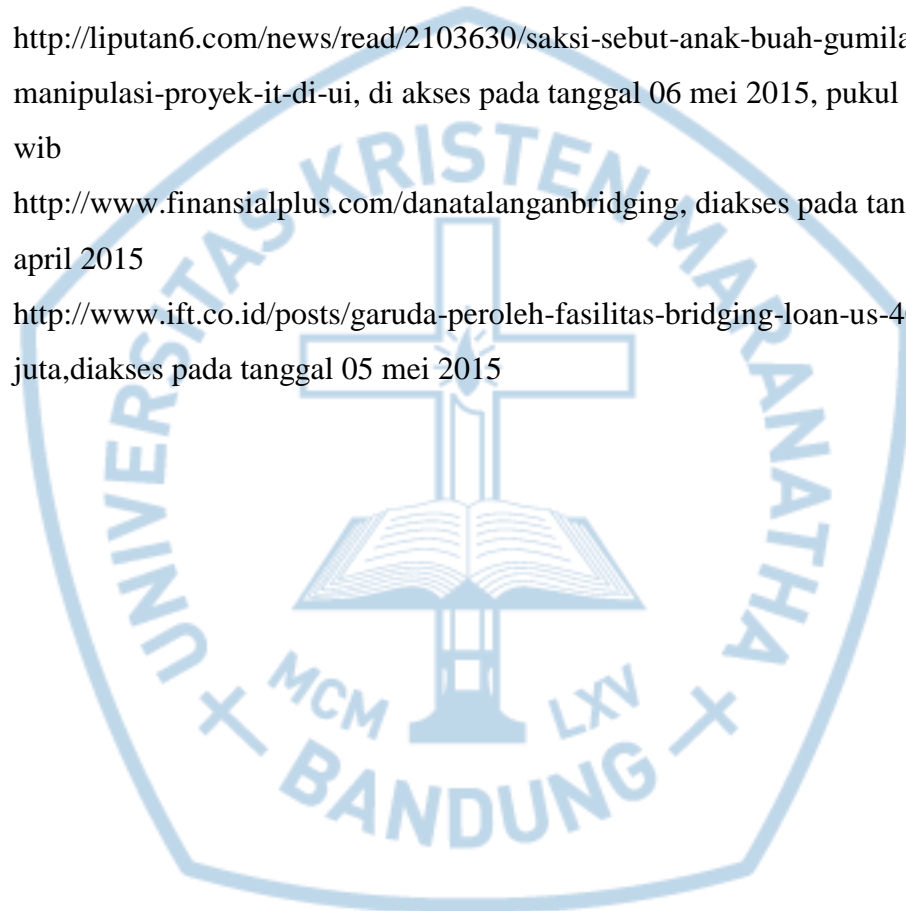 http://liputan6.com/news/read/2103630/saksi-sebut-anak-buah-gumila
manipulasi-proyek-it-di-ui, di akses pada tanggal 06 mei 2015, pukul
wib
http://www.finansialplus.com/danatalanganbridging, diakses pada tan
april 2015
http://www.ift.co.id/posts/garuda-peroleh-fasilitas-bridging-loan-us-4
juta,diakses pada tanggal 05 mei 2015
UNIVERSITAS KRISTEN MARANATHA
MCM LXV
BANDUNG